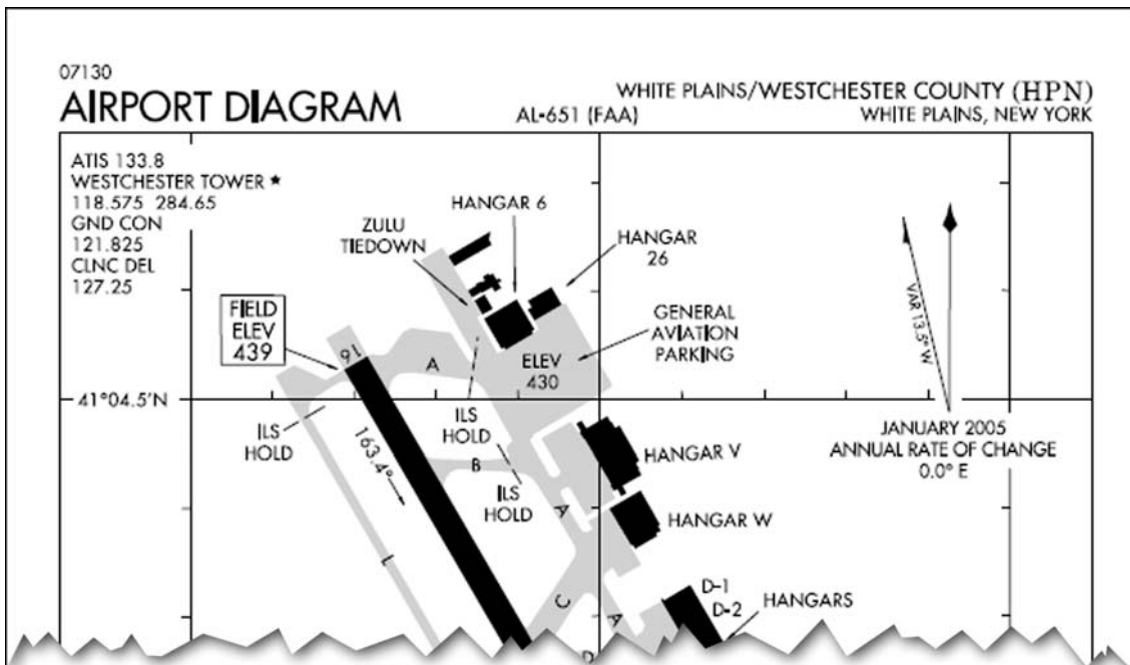 07130
AIRPORT DIAGRAM
AL-651 (FAA)
WHITE PLAINS/WESTCHESTER COUNTY (HPN)
WHITE PLAINS, NEW YORK
ATIS 133.8
WESTCHESTER TOWER ★
118.575 284.65
GND CON
121.825
CLNC DEL
127.25
HANGAR 6
ZULU
TIEDOWN
HANGAR
26
FIELD
ELEV
439
GENERAL
AVIATION
PARKING
VAR 13.5° W
16
A
ELEV
430
41°04.5'N
ILS
HOLD
ILS
HOLD
JANUARY 2005
ANNUAL RATE OF CHANGE
0.0° E
163.4°
B
HANGAR V
ILS
HOLD
A
HANGAR W
L
C
A
D-1
D-2
HANGARS